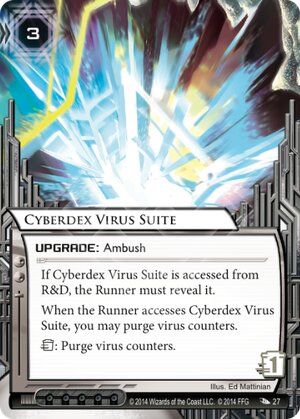 3
CYBERDEX VIRUS SUITE
UPGRADE: Ambush
If Cyberdex Virus Suite is accessed from
R&D, the Runner must reveal it.
When the Runner accesses Cyberdex Virus
Suite, you may purge virus counters.
: Purge virus counters.
1
Illus. Ed Mattinian
© 2014 Wizards of the Coast LLC. © 2014 FFG 27